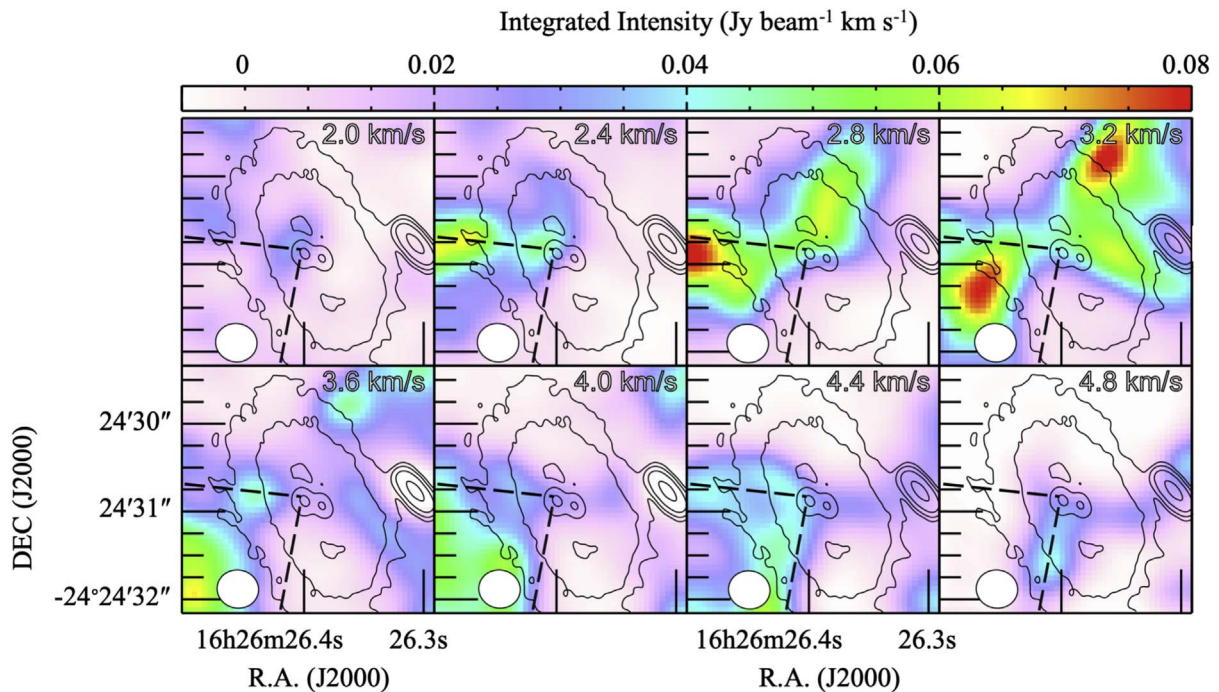 Integrated Intensity (Jy beam⁻¹ km s⁻¹)
0 0.02 0.04 0.06 0.08
2.0 km/s 2.4 km/s 2.8 km/s 3.2 km/s
3.6 km/s 4.0 km/s 4.4 km/s 4.8 km/s
24'30″
24'31″
-24°24'32″
DEC (J2000)
16h26m26.4s 26.3s 16h26m26.4s 26.3s
R.A. (J2000) R.A. (J2000)